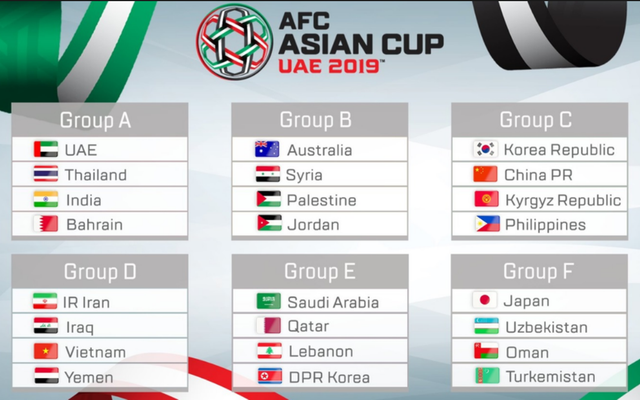 AFC
ASIAN CUP
UAE 2019™
Group A
UAE
Thailand
India
Bahrain
Group B
Australia
Syria
Palestine
Jordan
Group C
Korea Republic
China PR
Kyrgyz Republic
Philippines
Group D
IR Iran
Iraq
Vietnam
Yemen
Group E
Saudi Arabia
Qatar
Lebanon
DPR Korea
Group F
Japan
Uzbekistan
Oman
Turkemistan